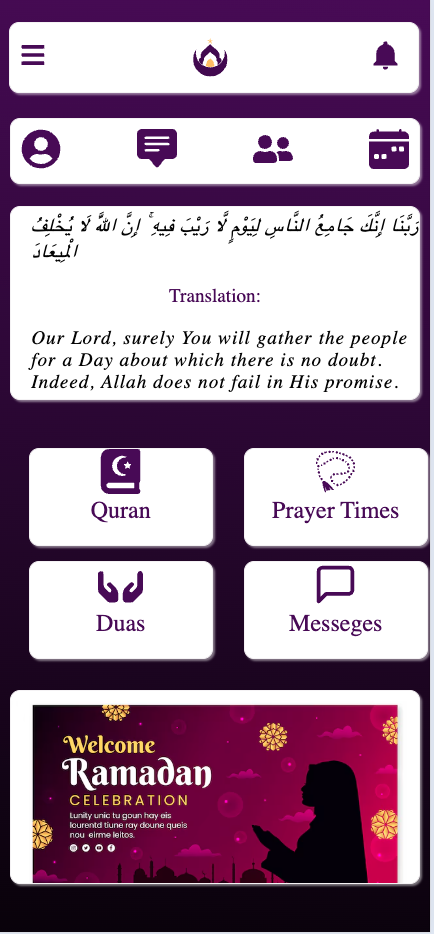 رَبَّنَا إِنَّكَ جَامِعُ النَّاسِ لِيَوْمٍ لَّا رَيْبَ فِيهِ ۚ إِنَّ اللَّهَ لَا يُخْلِفُ
الْمِيعَادَ
Translation:
Our Lord, surely You will gather the people
for a Day about which there is no doubt.
Indeed, Allah does not fail in His promise.
Quran
Prayer Times
Duas
Messeges
Welcome
Ramadan
CELEBRATION
Lunity unic tu goun hay eis
lourentd tiune ray doune queis
nou eirme leitos.